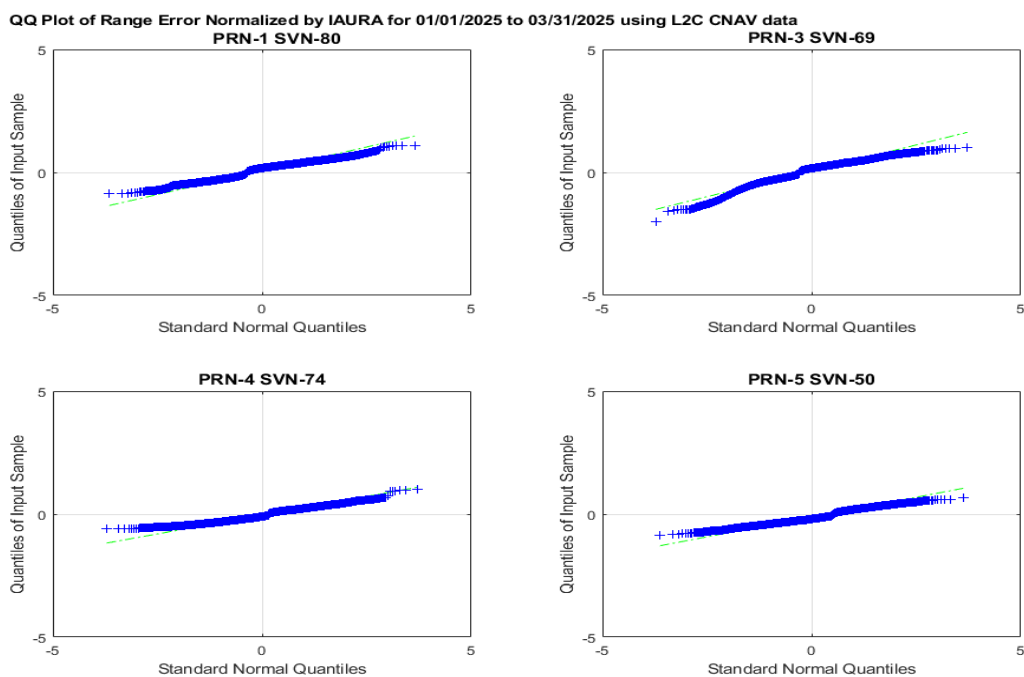 QQ Plot of Range Error Normalized by IAURA for 01/01/2025 to 03/31/2025 using L2C CNAV data
PRN-1 SVN-80
5
0
-5
Quantiles of Input Sample
-5 0 5
Standard Normal Quantiles
PRN-3 SVN-69
5
0
-5
Quantiles of Input Sample
-5 0 5
Standard Normal Quantiles
PRN-4 SVN-74
5
0
-5
Quantiles of Input Sample
-5 0 5
Standard Normal Quantiles
PRN-5 SVN-50
5
0
-5
Quantiles of Input Sample
-5 0 5
Standard Normal Quantiles